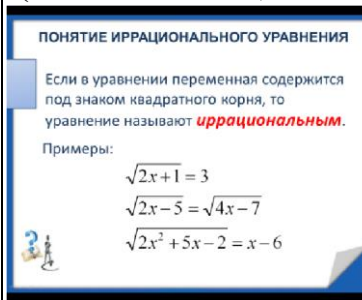 ПОНЯТИЕ ИРРАЦИОНАЛЬНОГО УРАВНЕНИЯ
Если в уравнении переменная содержится
под знаком квадратного корня, то
уравнение называют иррациональным.
Примеры:
√(2x+1) = 3
√(2x−5) = √(4x−7)
√(2x²+5x−2) = x−6